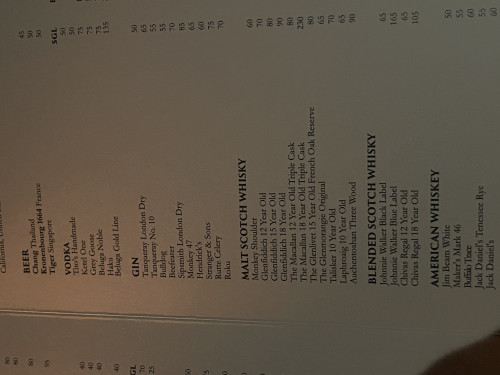 BEER
Chang Thailand 45
Kronenbourg 1664 France 50
Tiger Singapore 50
SGL
VODKA
Tito's Handmade 50
Ketel One 50
Grey Goose 75
Beluga Noble 75
Haku 75
Beluga Gold Line 135
GIN
Tanqueray London Dry 50
Tanqueray No. 10 65
Bulldog 55
Beefeater 55
Sipsmith London Dry 70
Monkey 47 85
Hendrick's 65
Stranger & Sons 60
Rutte Celery 75
Roku 70
MALT SCOTCH WHISKY
Monkey Shoulder 60
Glenfiddich 12 Year Old 70
Glenfiddich 15 Year Old 80
Glenfiddich 18 Year Old 90
The Macallan 12 Year Old Triple Cask 80
The Macallan 18 Year Old Triple Cask 230
The Glenlivet 15 Year Old French Oak Reserve 80
The Glenmorangie Original 65
Talisker 10 Year Old 70
Laphroaig 10 Year Old 65
Auchentoshan Three Wood 90
BLENDED SCOTCH WHISKY
Johnnie Walker Black Label 65
Johnnie Walker Blue Label 165
Chivas Regal 12 Year Old 65
Chivas Regal 18 Year Old 105
AMERICAN WHISKEY
Jim Beam White 50
Maker's Mark 46 55
Buffalo Trace 60
Jack Daniel's Tennessee Rye 55
Jack Daniel's 60